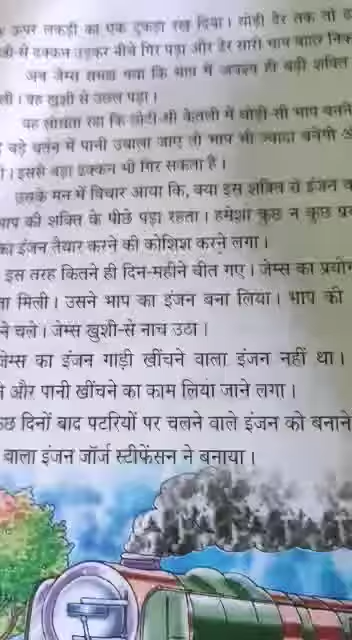 ऊपर लकड़ी का एक टुकड़ा रख दिया। थोड़ी देर तक तो ढ
से ढक्कन उड़कर नीचे गिर पड़ा और ढेर सारी भाप बाहर निक
अब जेम्स समझ गया कि भाप में अवश्य ही बड़ी शक्ति
ली। वह खुशी से उछल पड़ा।
यह सोचता रहा कि छोटी-सी केतली में थोड़ी-सी भाप बनने
बड़े बर्तन में पानी उबाला जाए तो भाप भी ज्यादा बनेगी औ
इससे बड़ा ढक्कन भी गिर सकता है।
उसके मन में विचार आया कि, क्या इस शक्ति से इंजन
भाप की शक्ति के पीछे पड़ा रहता। हमेशा कुछ न कुछ प्र
का इंजन तैयार करने की कोशिश करने लगा।
इस तरह कितने ही दिन-महीने बीत गए। जेम्स का प्रयोग
ता मिली। उसने भाप का इंजन बना लिया। भाप की
ने चले। जेम्स खुशी-से नाच उठा।
जेम्स का इंजन गाड़ी खींचने वाला इंजन नहीं था।
और पानी खींचने का काम लिया जाने लगा।
छ दिनों बाद पटरियों पर चलने वाले इंजन को बनाने
वाला इंजन जॉर्ज स्टीफेंसन ने बनाया।